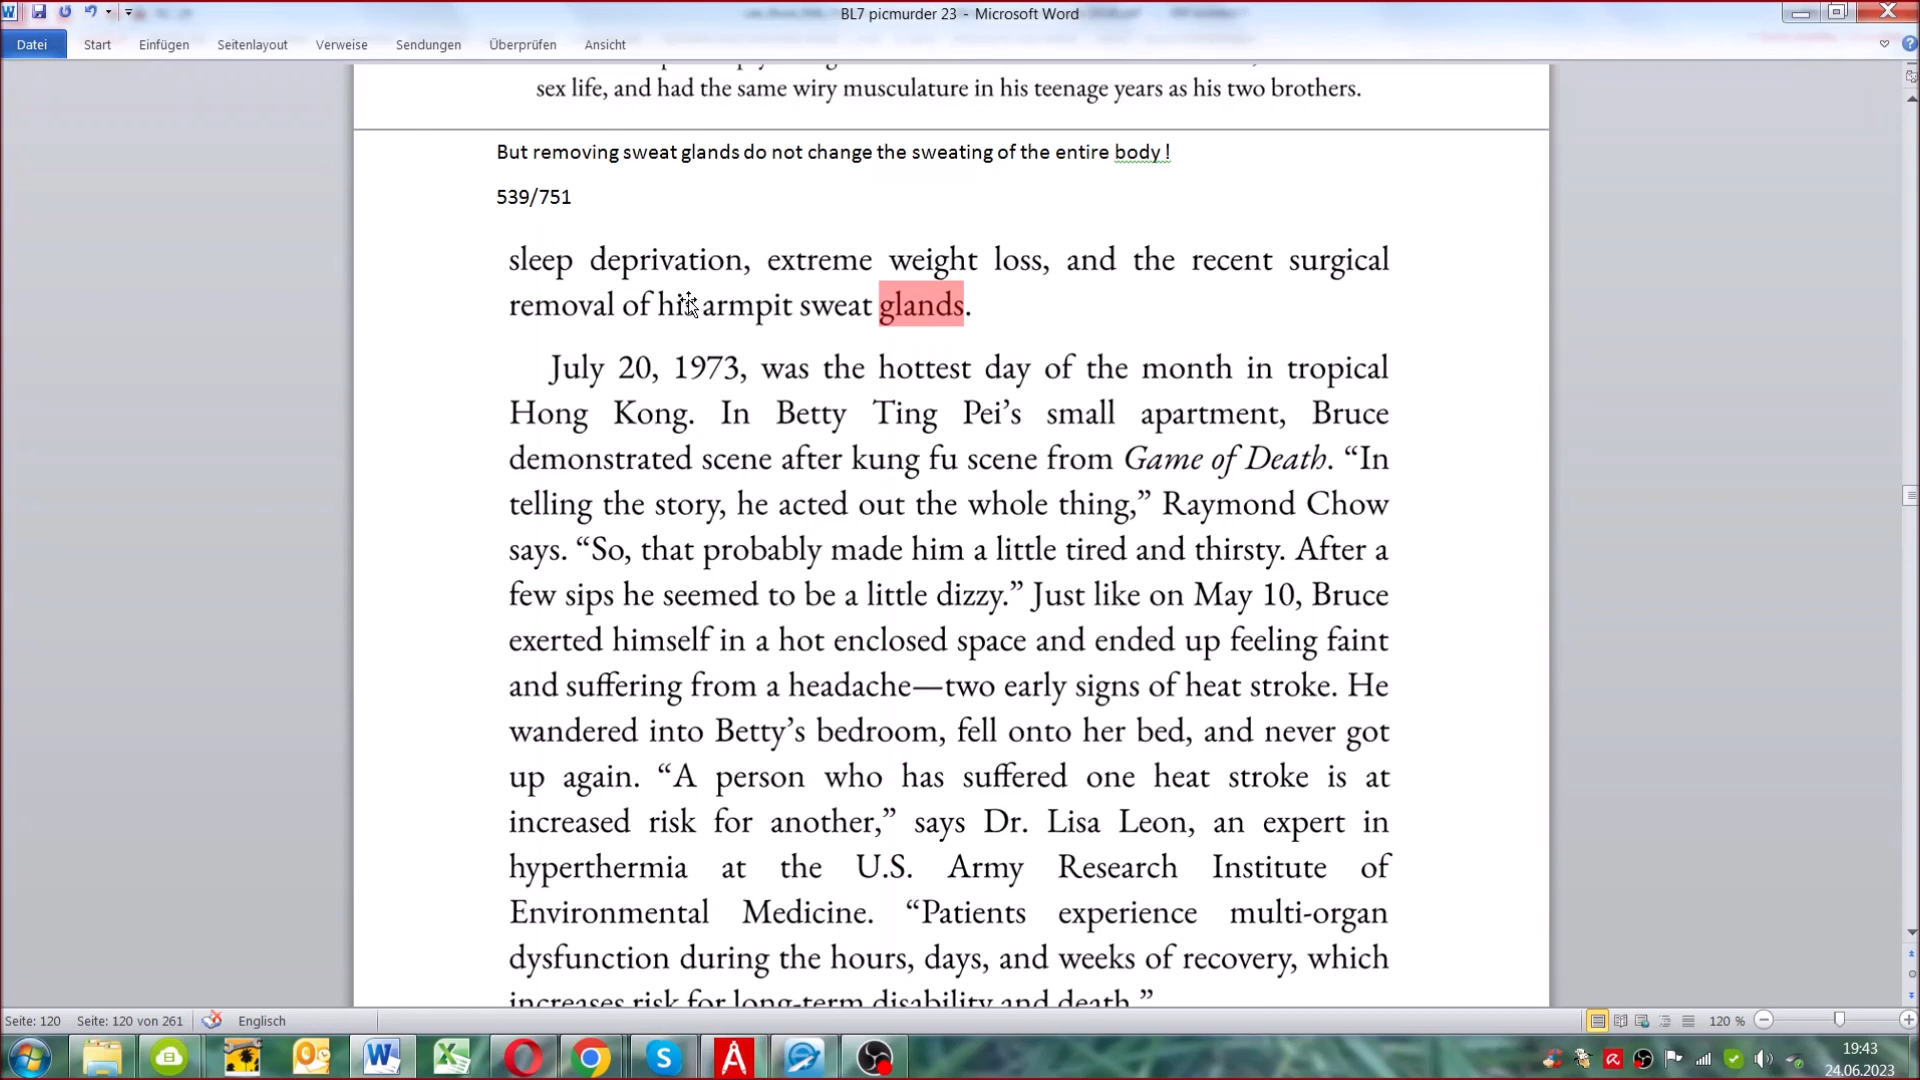 BL7 picmurder 23 - Microsoft Word
Datei Start Einfügen Seitenlayout Verweise Sendungen Überprüfen Ansicht
sex life, and had the same wiry musculature in his teenage years as his two brothers.
But removing sweat glands do not change the sweating of the entire body !
539/751
sleep deprivation, extreme weight loss, and the recent surgical
removal of his armpit sweat glands.
July 20, 1973, was the hottest day of the month in tropical
Hong Kong. In Betty Ting Pei’s small apartment, Bruce
demonstrated scene after kung fu scene from Game of Death. “In
telling the story, he acted out the whole thing,” Raymond Chow
says. “So, that probably made him a little tired and thirsty. After a
few sips he seemed to be a little dizzy.” Just like on May 10, Bruce
exerted himself in a hot enclosed space and ended up feeling faint
and suffering from a headache—two early signs of heat stroke. He
wandered into Betty’s bedroom, fell onto her bed, and never got
up again. “A person who has suffered one heat stroke is at
increased risk for another,” says Dr. Lisa Leon, an expert in
hyperthermia at the U.S. Army Research Institute of
Environmental Medicine. “Patients experience multi-organ
dysfunction during the hours, days, and weeks of recovery, which
increases risk for long-term disability and death.”
Seite: 120 Seite: 120 von 261 Englisch 120 %
19:43
24.06.2023